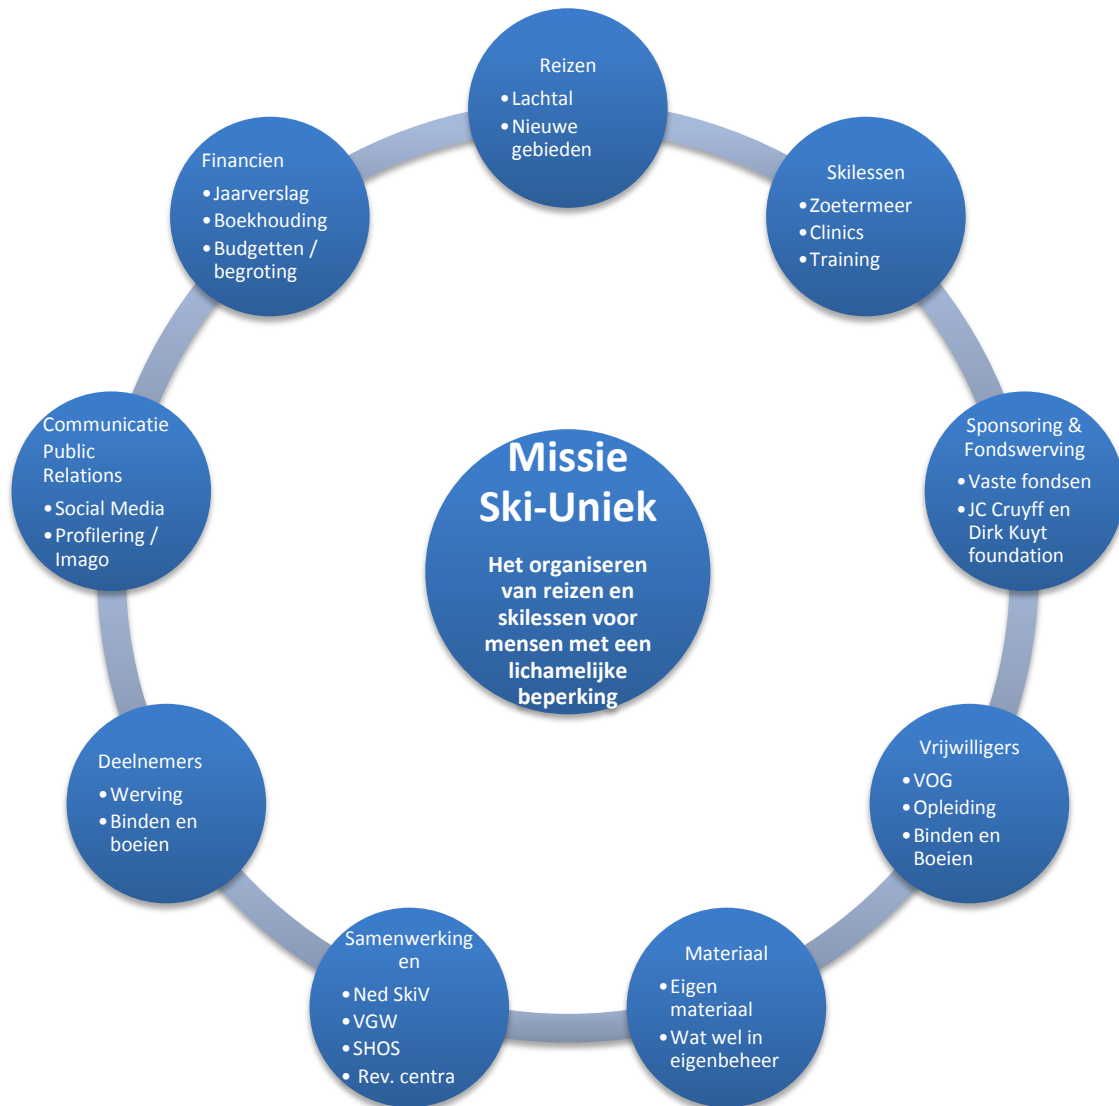 Missie
Ski-Uniek
Het organiseren
van reizen en
skilessen voor
mensen met een
lichamelijke
beperking
Reizen
•Lachtal
•Nieuwe
gebieden
Skilessen
•Zoetermeer
•Clinics
•Training
Sponsoring &
Fondswerving
•Vaste fondsen
•JC Cruyff en
Dirk Kuyt
foundation
Vrijwilligers
•VOG
•Opleiding
•Binden en
Boeien
Materiaal
•Eigen
materiaal
•Wat wel in
eigenbeheer
Samenwerking
en
•Ned SkiV
•VGW
•SHOS
• Rev. centra
Deelnemers
•Werving
•Binden en
boeien
Communicatie
Public
Relations
•Social Media
•Profilering /
Imago
Financien
•Jaarverslag
•Boekhouding
•Budgetten /
begroting